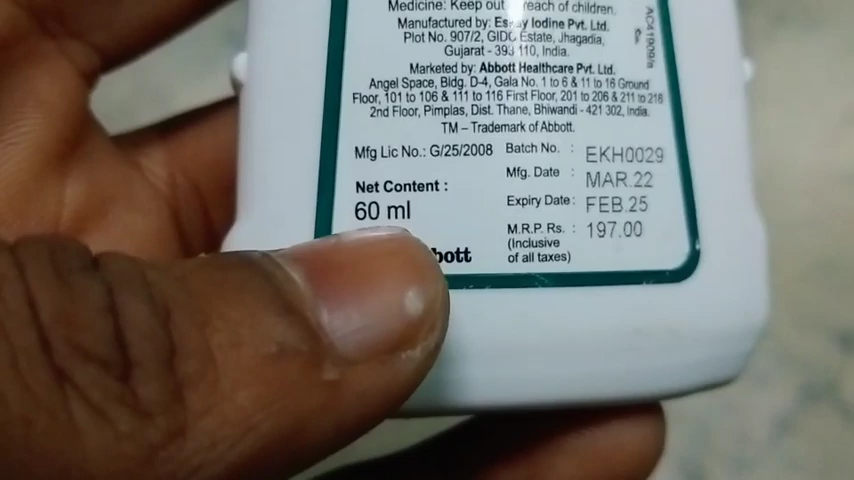 Medicine: Keep out reach of children.
Manufactured by: Eskay Iodine Pvt. Ltd.
Plot No. 907/2, GIDC Estate, Jhagadia,
Gujarat - 393 110, India.
Marketed by: Abbott Healthcare Pvt. Ltd.
Angel Space, Bldg. D-4, Gala No. 1 to 6 & 11 to 16 Ground
Floor, 101 to 106 & 111 to 116 First Floor, 201 to 206 & 211 to 216
2nd Floor, Pimplas, Dist. Thane, Bhiwandi - 421 302, India.
TM – Trademark of Abbott.
Mfg Lic No.: G/25/2008
Net Content :
60 ml
bott
Batch No. : EKH0029
Mfg. Date : MAR.22
Expiry Date: FEB.25
M.R.P. Rs. : 197.00
(Inclusive
of all taxes)